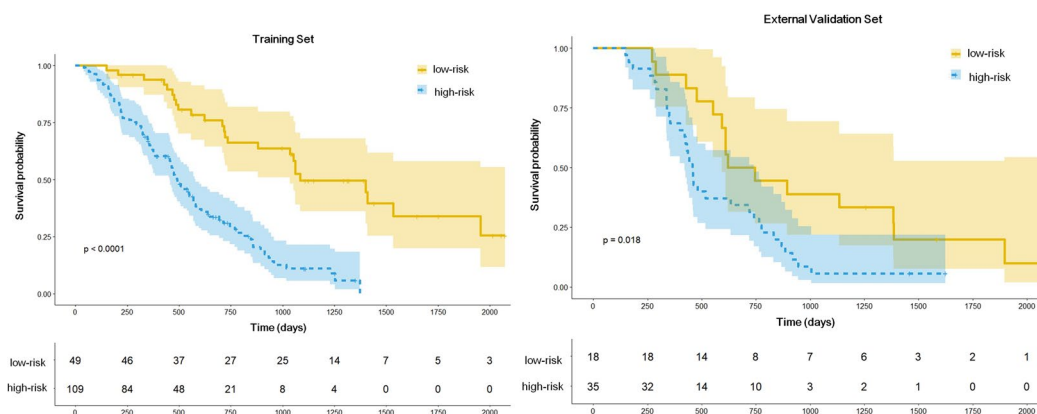 Training Set
low-risk
high-risk
1.00
0.75
0.50
0.25
0.00
Survival probability
p < 0.0001
0 250 500 750 1000 1250 1500 1750 2000
Time (days)
low-risk 49 46 37 27 25 14 7 5 3
high-risk 109 84 48 21 8 4 0 0 0
External Validation Set
low-risk
high-risk
1.00
0.75
0.50
0.25
0.00
Survival probability
p = 0.018
0 250 500 750 1000 1250 1500 1750 2000
Time (days)
low-risk 18 18 14 8 7 6 3 2 1
high-risk 35 32 14 10 3 2 1 0 0
0 250 500 750 1000 1250 1500 1750 2000
0 250 500 750 1000 1250 1500 1750 2000